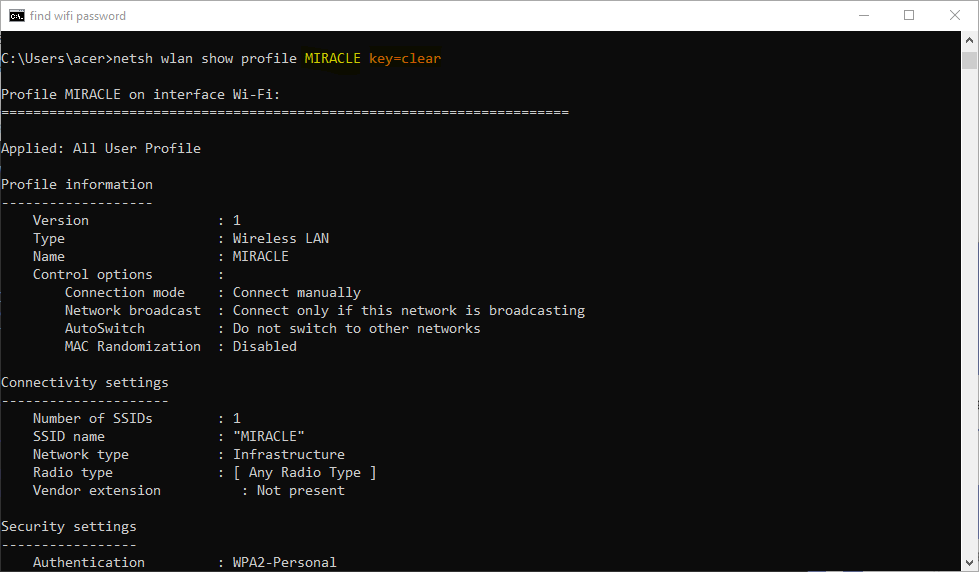 find wifi password
C:\Users\acer>netsh wlan show profile MIRACLE key=clear
Profile MIRACLE on interface Wi-Fi:
=======================================================================
Applied: All User Profile
Profile information
-------------------
    Version                : 1
    Type                   : Wireless LAN
    Name                   : MIRACLE
    Control options        :
        Connection mode    : Connect manually
        Network broadcast  : Connect only if this network is broadcasting
        AutoSwitch         : Do not switch to other networks
        MAC Randomization  : Disabled
Connectivity settings
---------------------
    Number of SSIDs        : 1
    SSID name              : "MIRACLE"
    Network type           : Infrastructure
    Radio type             : [ Any Radio Type ]
    Vendor extension          : Not present
Security settings
-----------------
    Authentication         : WPA2-Personal